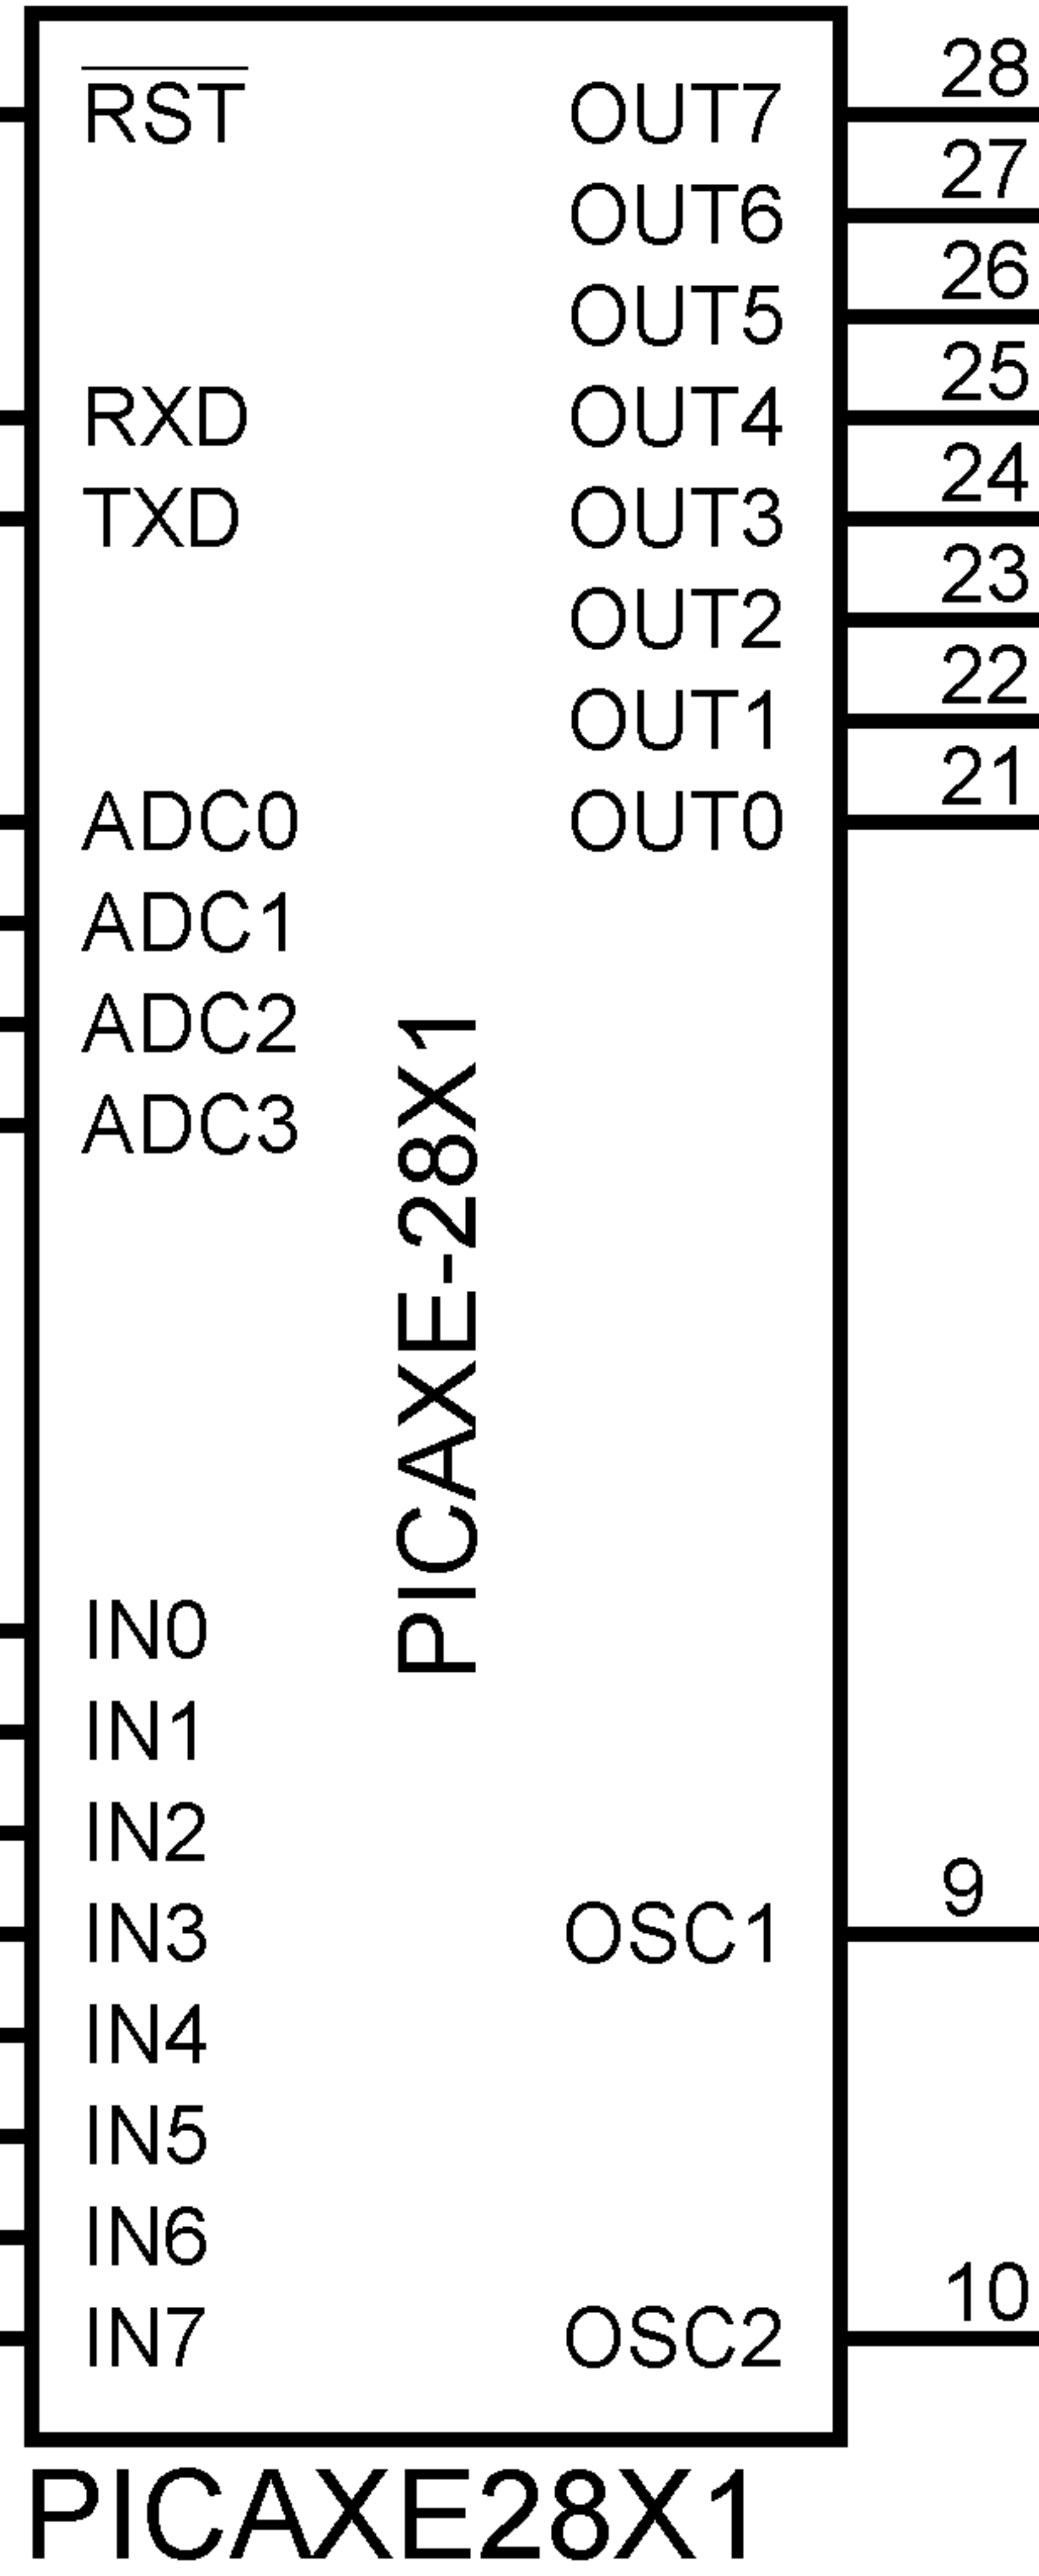 RST OUT7 28
OUT6 27
OUT5 26
RXD OUT4 25
TXD OUT3 24
OUT2 23
OUT1 22
ADC0 OUT0 21
ADC1
ADC2
ADC3
PICAXE-28X1
IN0
IN1
IN2
IN3 OSC1 9
IN4
IN5
IN6
IN7 OSC2 10
PICAXE28X1